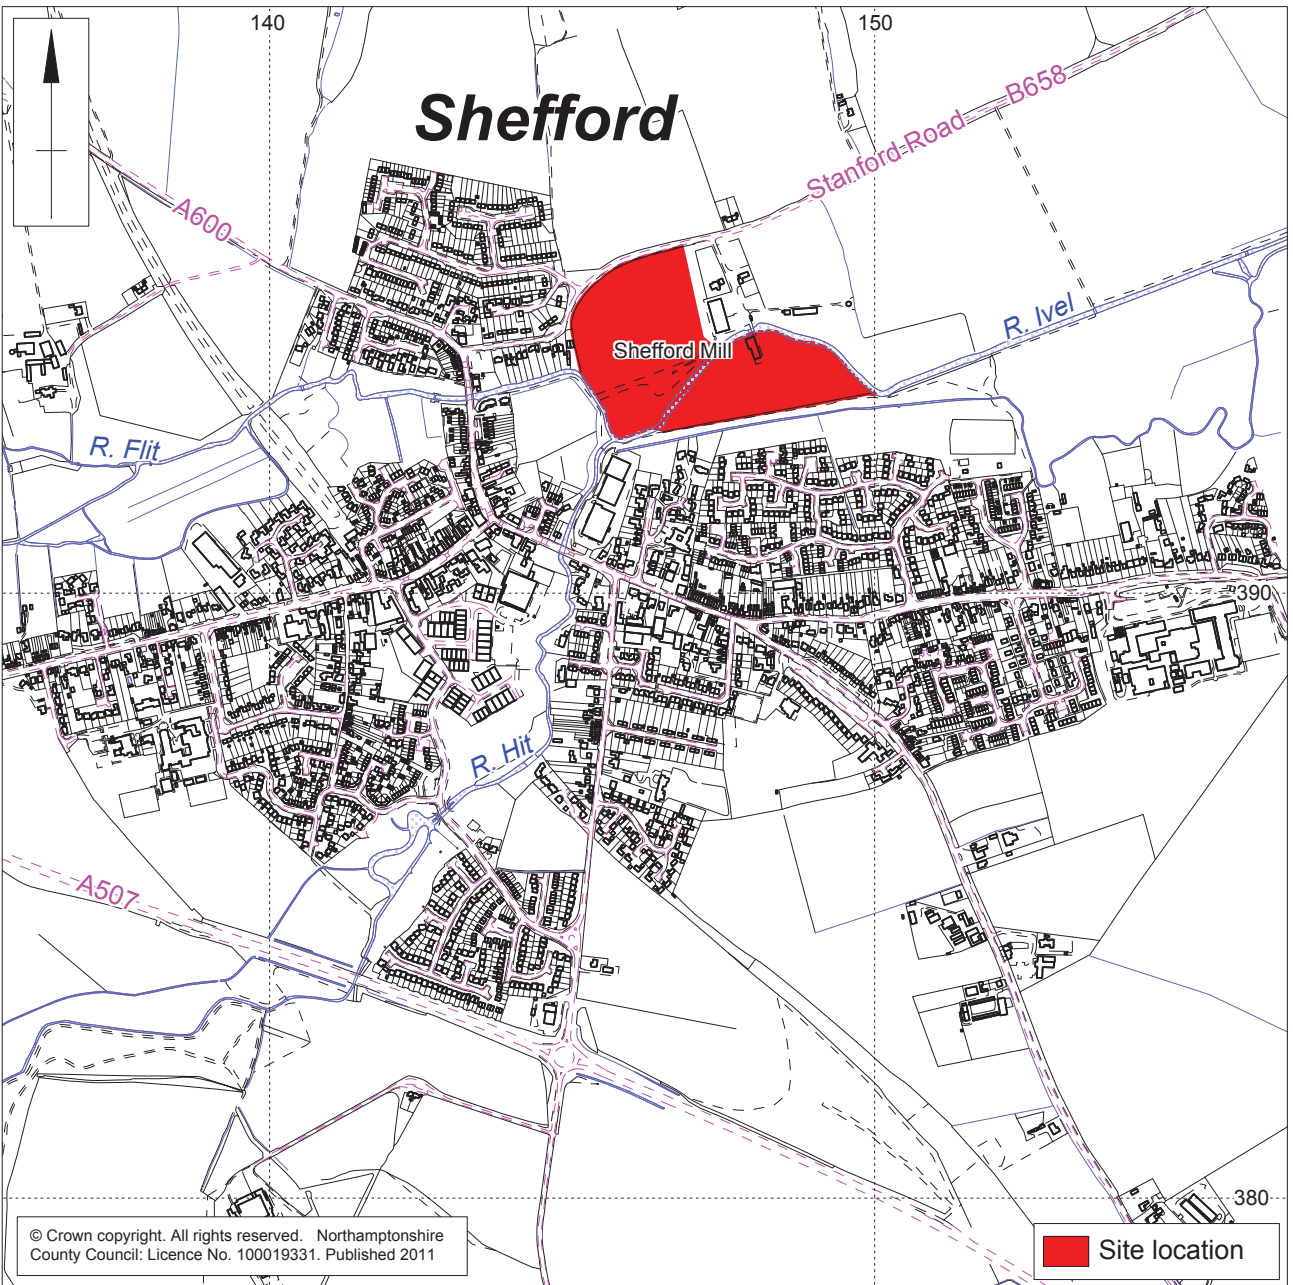 140
150
Shefford
Stanford Road
B658
A600
R. Ivel
Shefford Mill
R. Flit
390
R. Hit
A507
380
© Crown copyright. All rights reserved. Northamptonshire
County Council: Licence No. 100019331. Published 2011
Site location